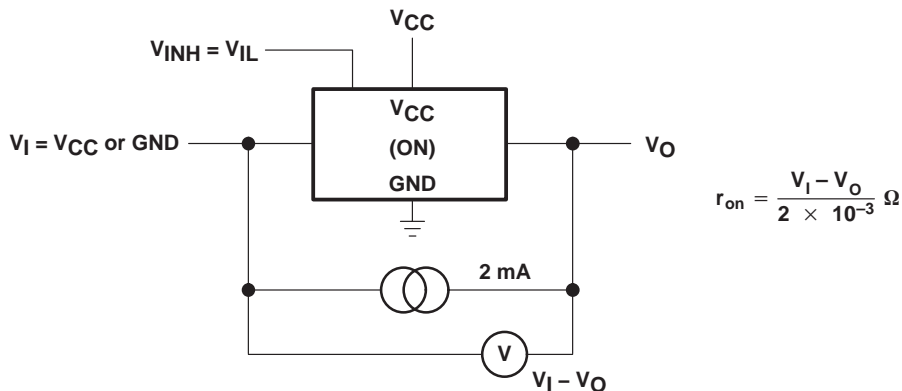 VCC
VINH = VIL
VCC
VI = VCC or GND
(ON)
VO
GND
ron = VI – VO / 2 × 10–3 Ω
2 mA
V
VI – VO